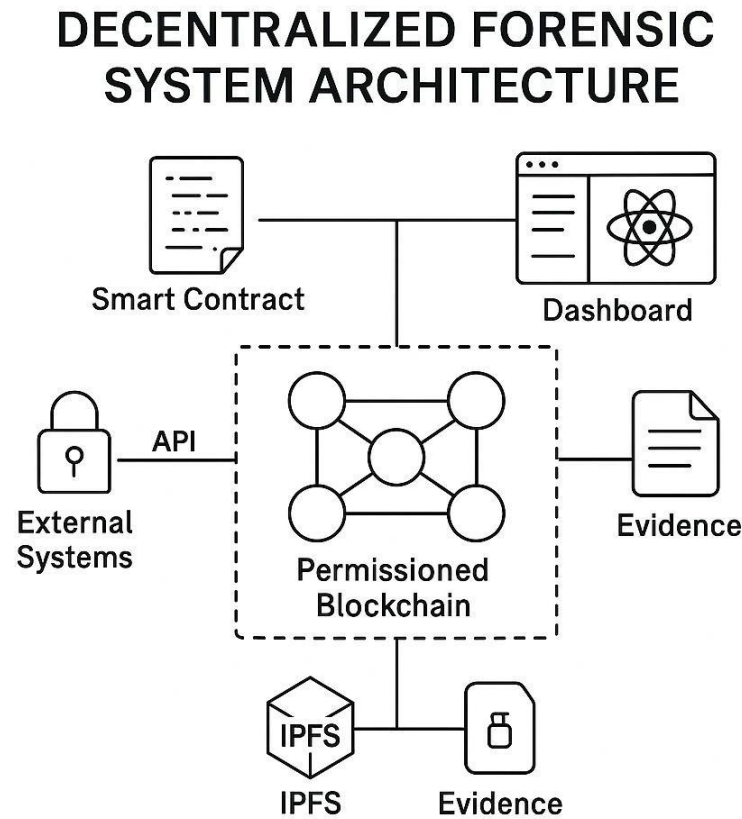 DECENTRALIZED FORENSIC
SYSTEM ARCHITECTURE
Smart Contract
Dashboard
API
External
Systems
Permissioned
Blockchain
Evidence
IPFS
IPFS
Evidence